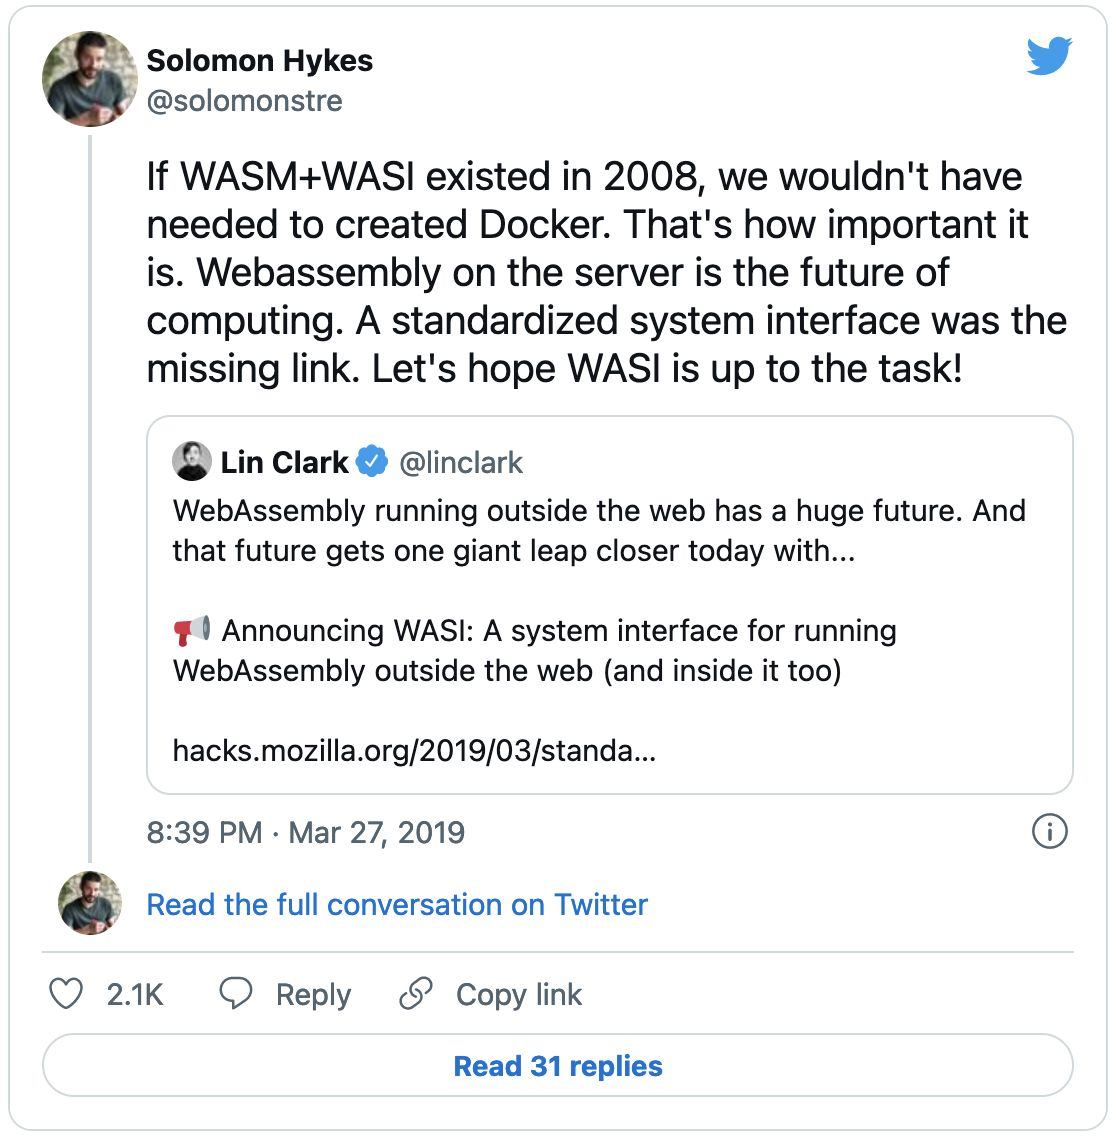 Solomon Hykes
@solomonstre
If WASM+WASI existed in 2008, we wouldn't have
needed to created Docker. That's how important it
is. Webassembly on the server is the future of
computing. A standardized system interface was the
missing link. Let's hope WASI is up to the task!
Lin Clark @linclark
WebAssembly running outside the web has a huge future. And
that future gets one giant leap closer today with...
📢 Announcing WASI: A system interface for running
WebAssembly outside the web (and inside it too)
hacks.mozilla.org/2019/03/standa...
8:39 PM · Mar 27, 2019
Read the full conversation on Twitter
2.1K Reply Copy link
Read 31 replies